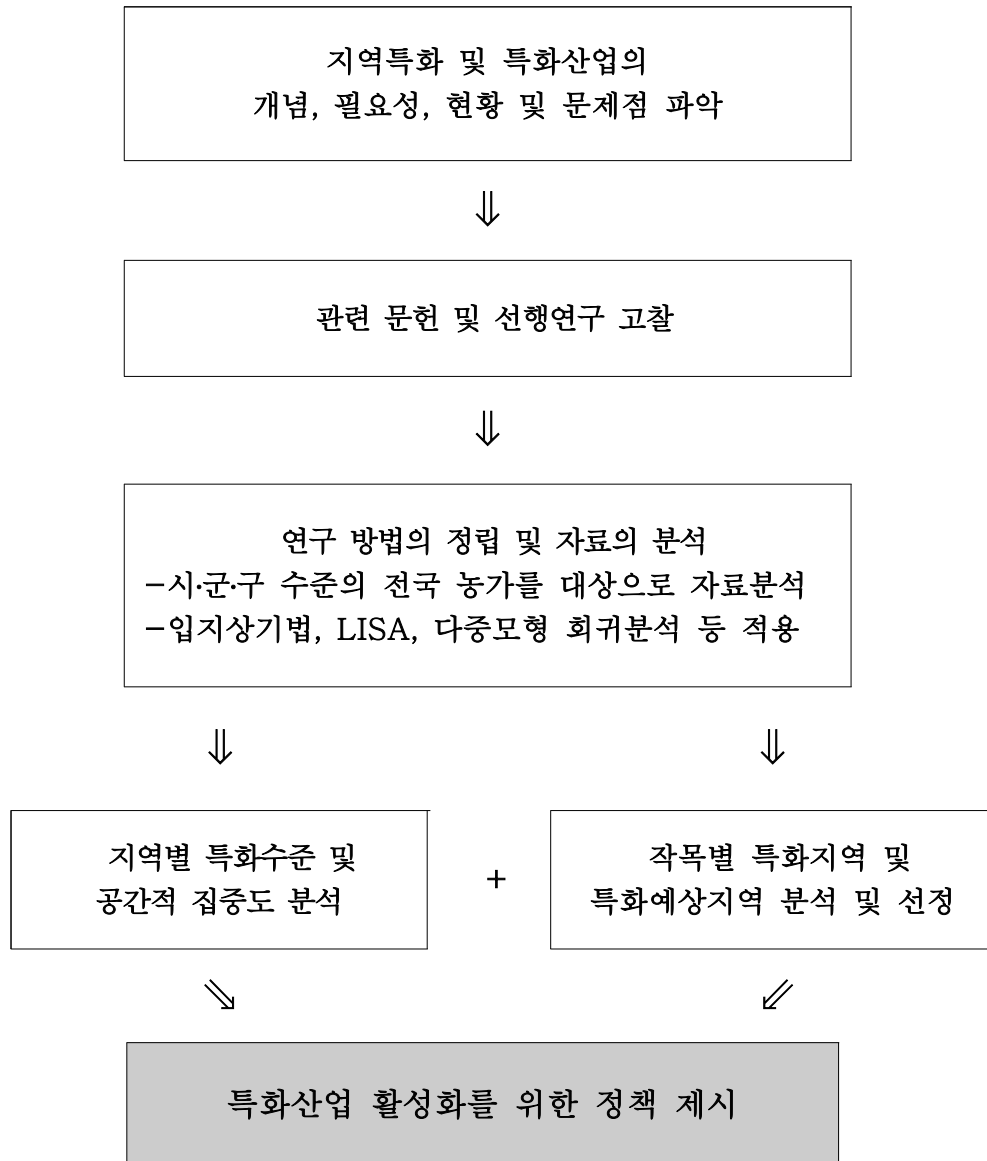 지역특화 및 특화산업의
개념, 필요성, 현황 및 문제점 파악
⇓
관련 문헌 및 선행연구 고찰
⇓
연구 방법의 정립 및 자료의 분석
-시·군·구 수준의 전국 농가를 대상으로 자료분석
-입지상기법, LISA, 다중모형 회귀분석 등 적용
⇓ ⇓
지역별 특화수준 및
공간적 집중도 분석
+
작목별 특화지역 및
특화예상지역 분석 및 선정
⇘ ⇙
특화산업 활성화를 위한 정책 제시